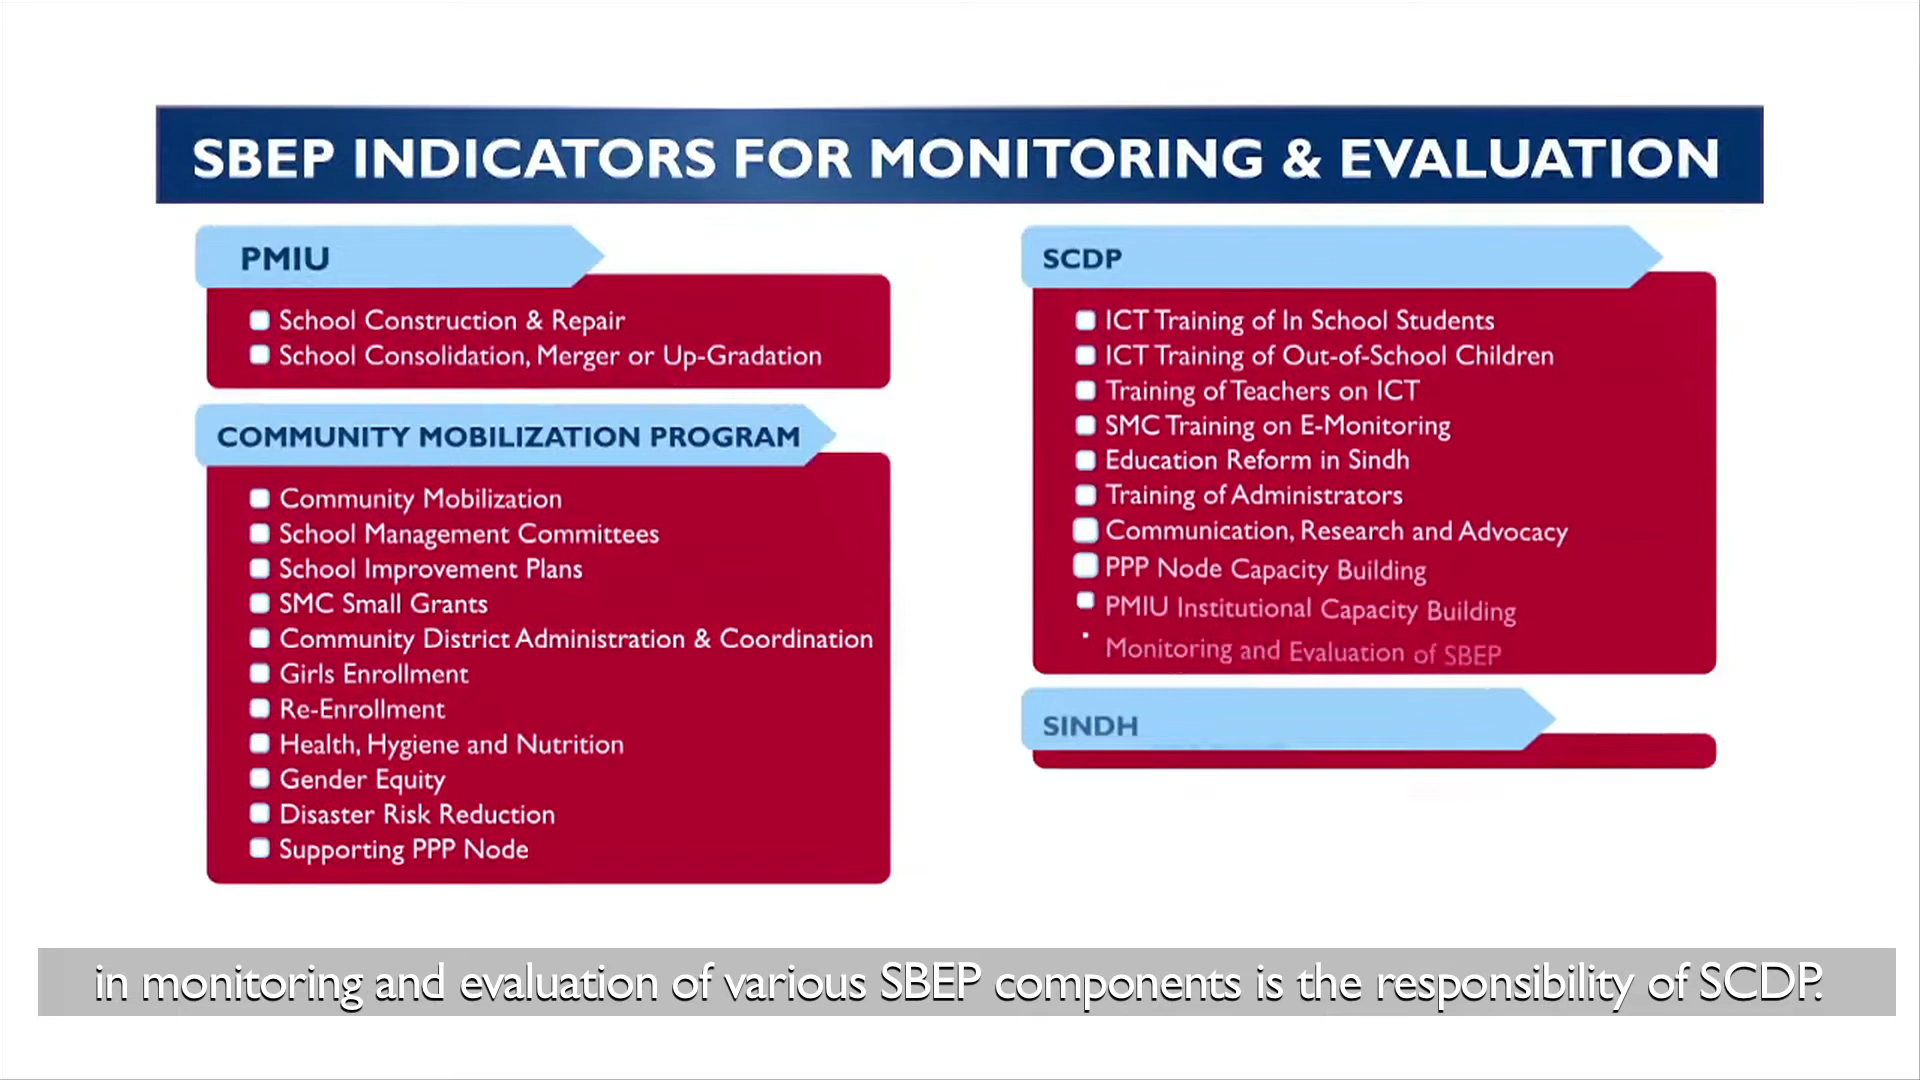 SBEP INDICATORS FOR MONITORING & EVALUATION
PMIU
School Construction & Repair
School Consolidation, Merger or Up-Gradation
COMMUNITY MOBILIZATION PROGRAM
Community Mobilization
School Management Committees
School Improvement Plans
SMC Small Grants
Community District Administration & Coordination
Girls Enrollment
Re-Enrollment
Health, Hygiene and Nutrition
Gender Equity
Disaster Risk Reduction
Supporting PPP Node
SCDP
ICT Training of In School Students
ICT Training of Out-of-School Children
Training of Teachers on ICT
SMC Training on E-Monitoring
Education Reform in Sindh
Training of Administrators
Communication, Research and Advocacy
PPP Node Capacity Building
PMIU Institutional Capacity Building
Monitoring and Evaluation of SBEP
SINDH
in monitoring and evaluation of various SBEP components is the responsibility of SCDP.